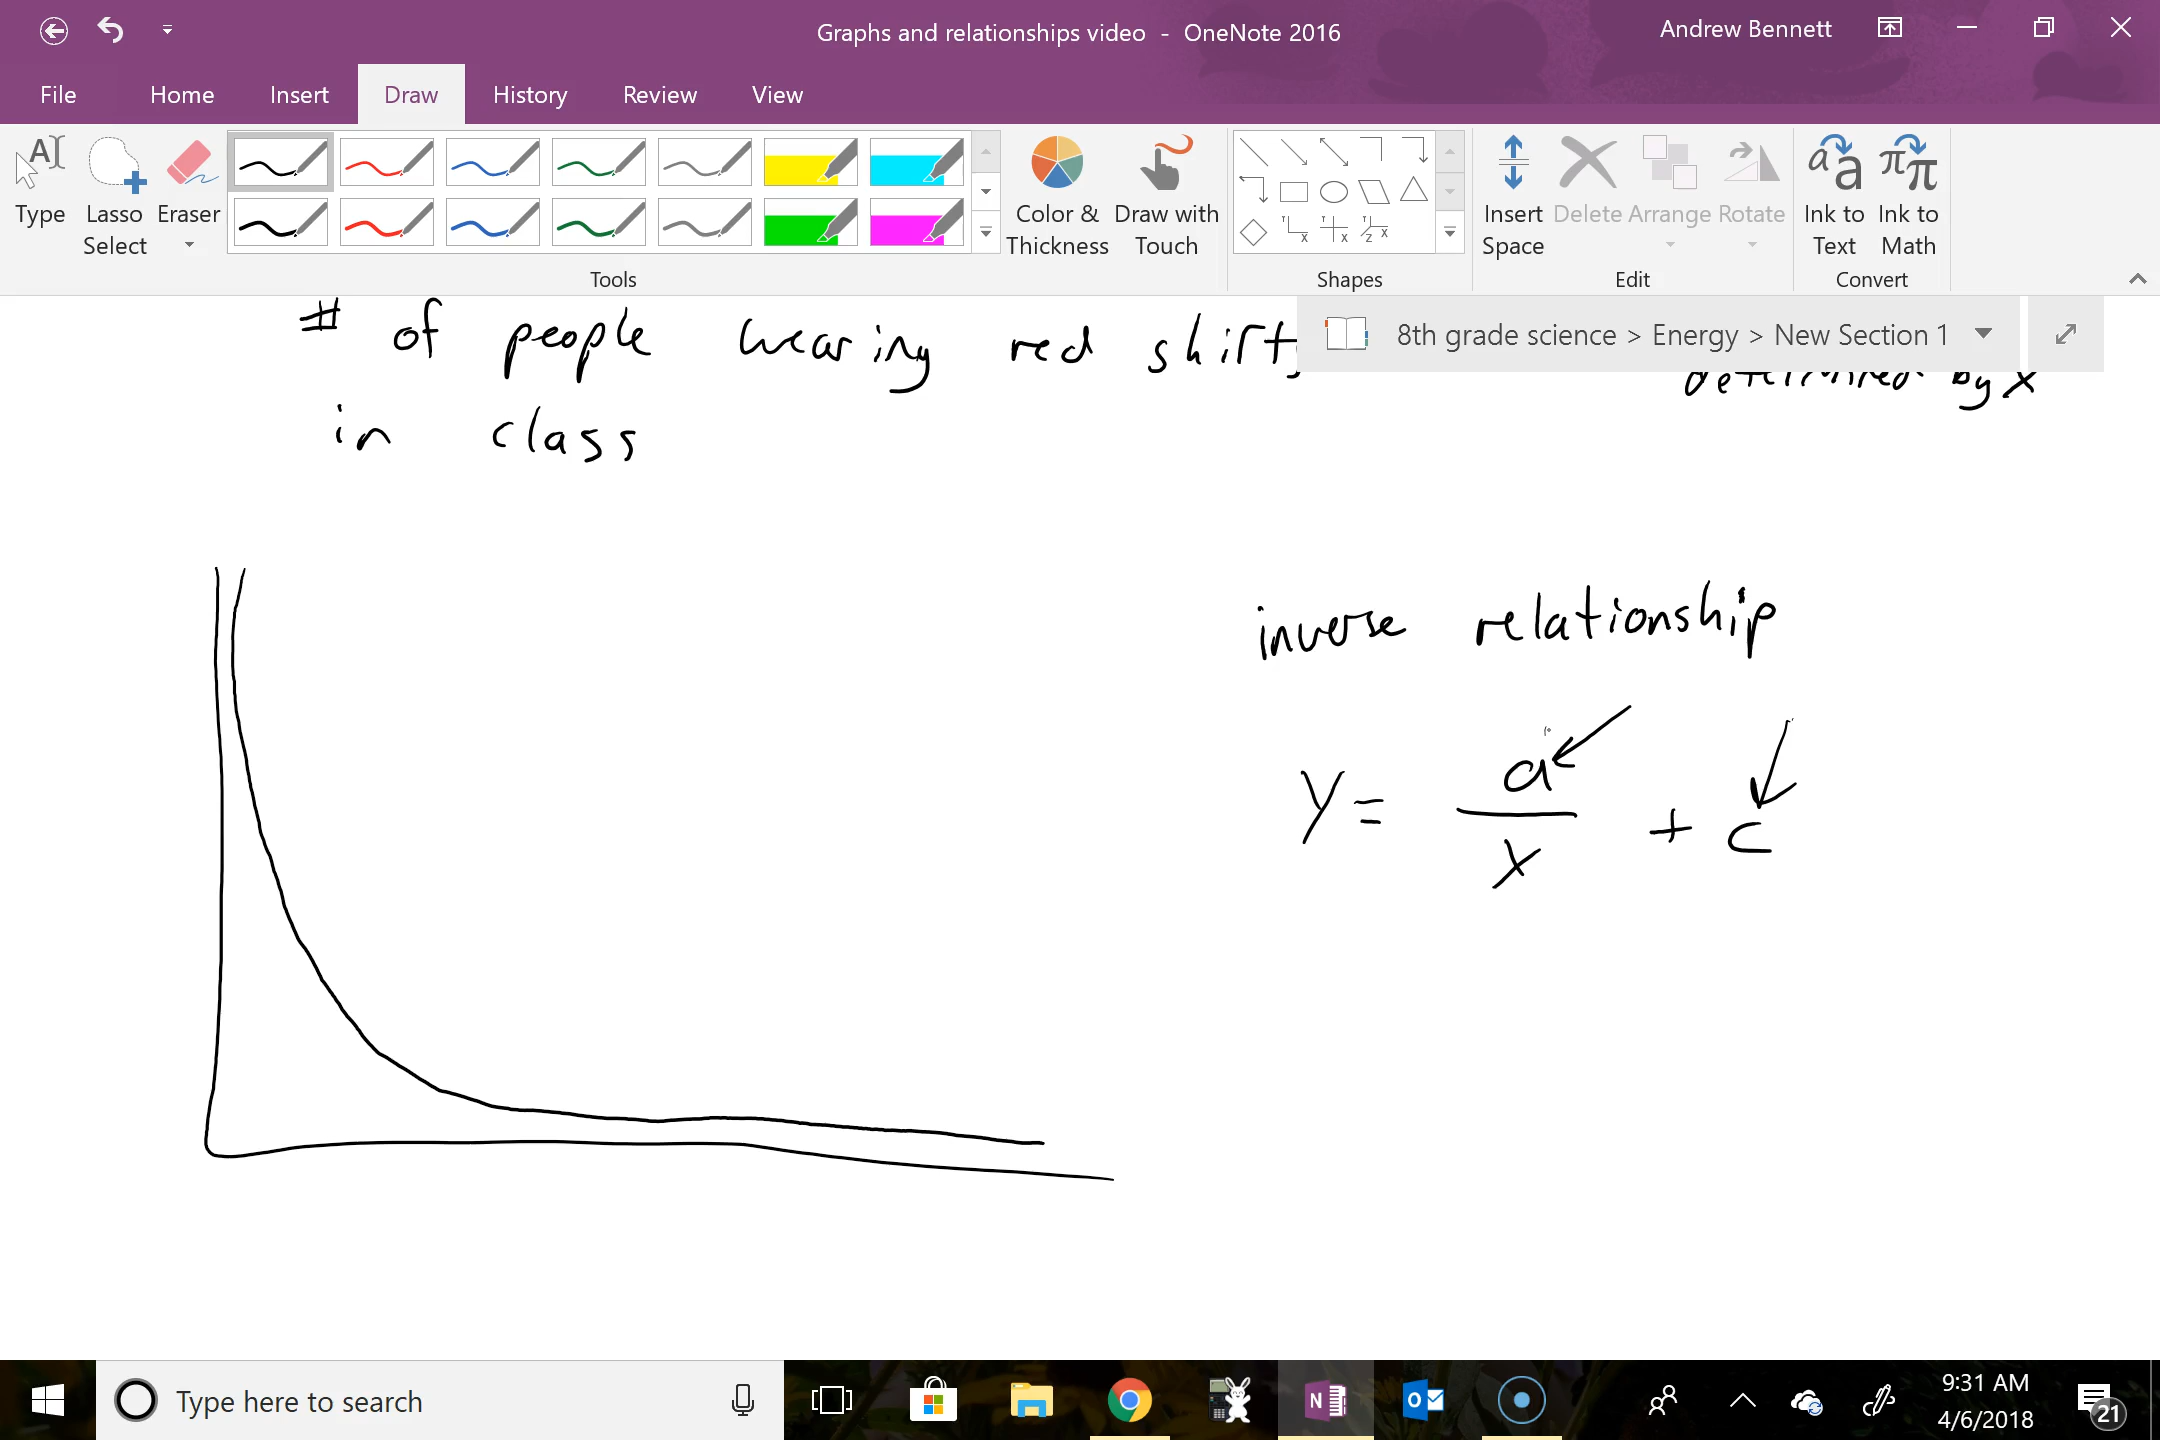 Graphs and relationships video - OneNote 2016
Andrew Bennett
File Home Insert Draw History Review View
Type
Lasso Select
Eraser
Color & Thickness
Draw with Touch
Insert Space
Delete
Arrange
Rotate
Ink to Text
Ink to Math
Tools
Shapes
Edit
Convert
8th grade science > Energy > New Section 1
# of people wearing red shirts
determined by x
in class
inverse relationship
y = a/x + c
Type here to search
9:31 AM
4/6/2018
21